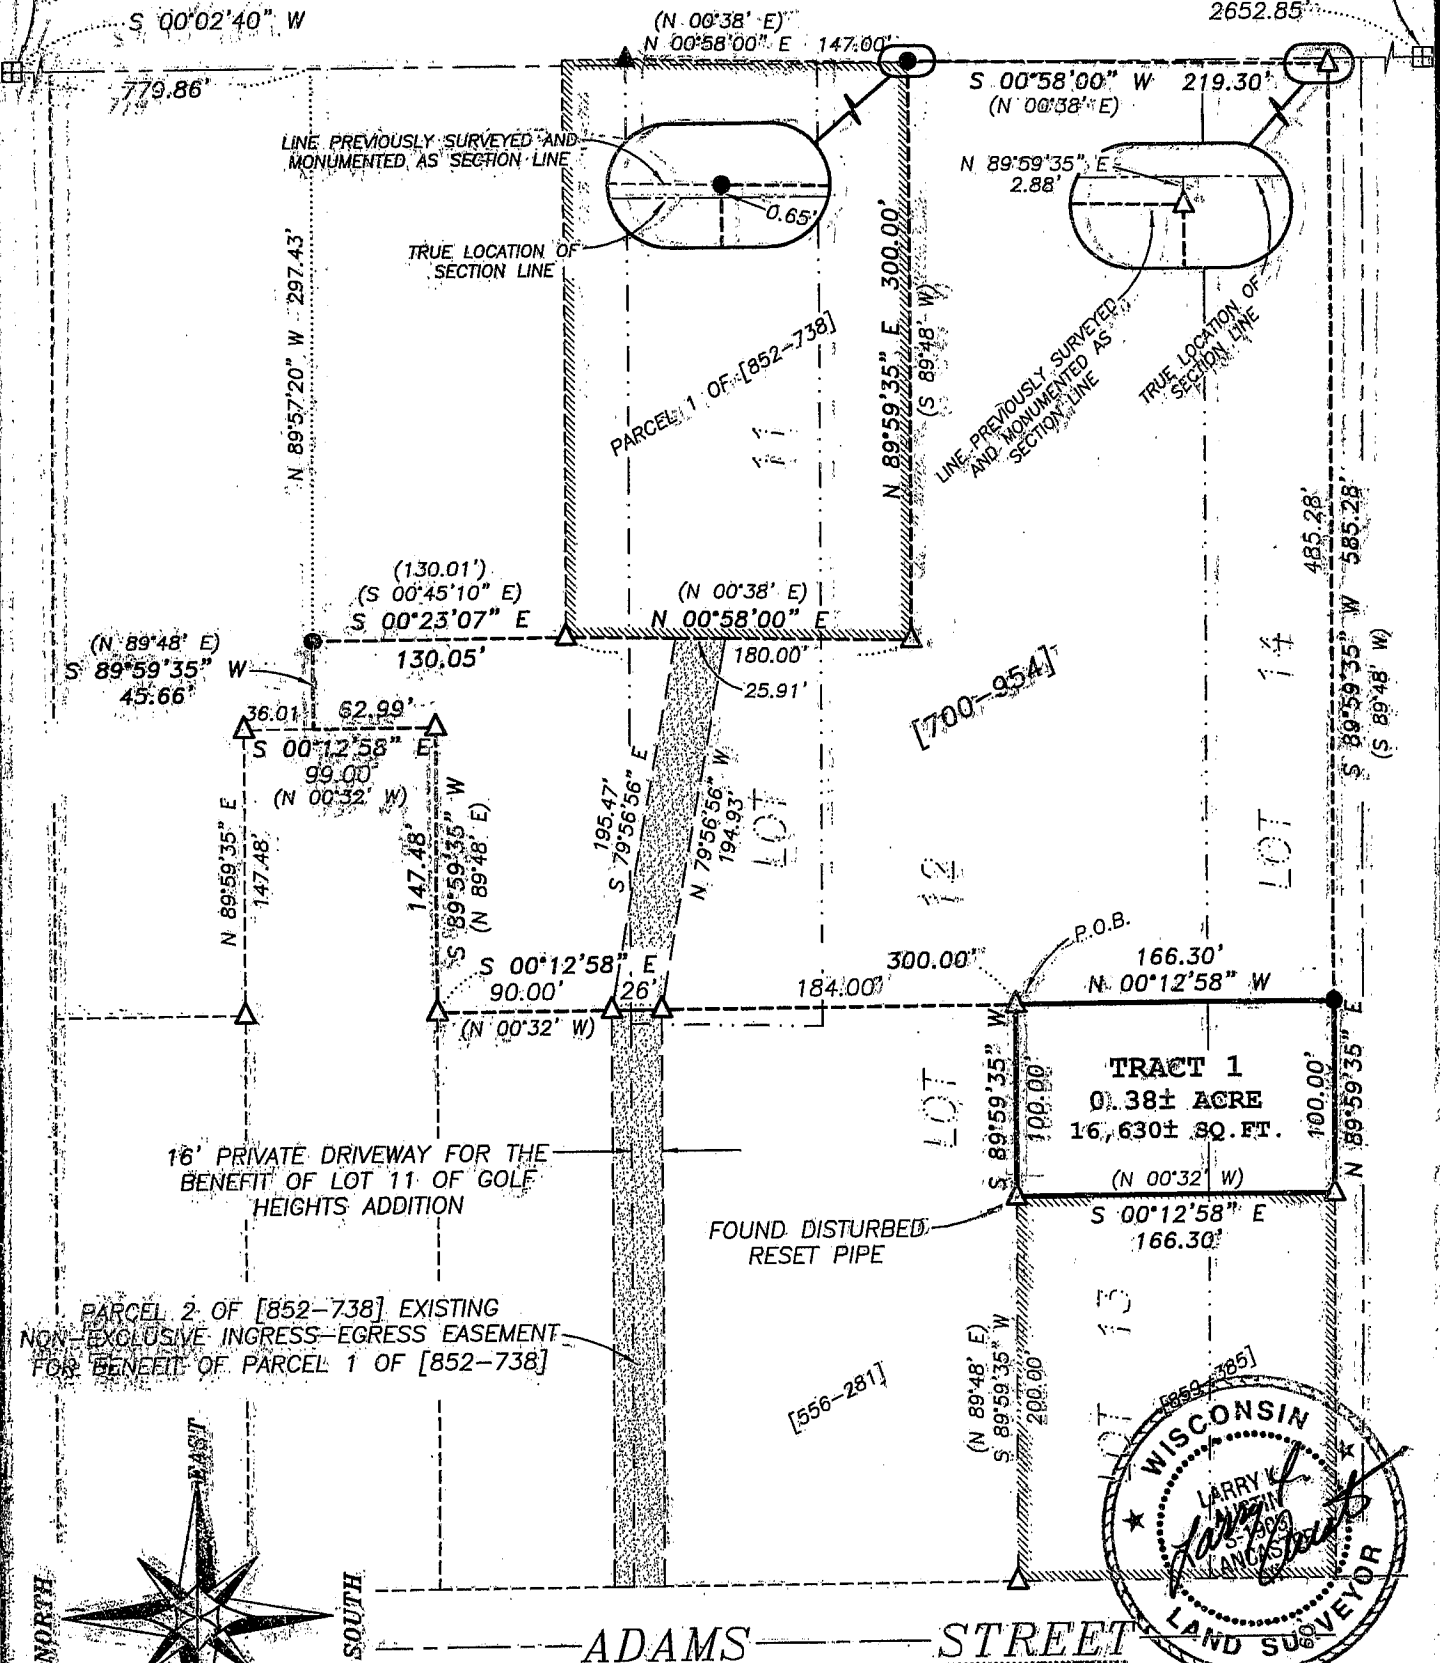 S 00°02'40" W
779.86'
(N 00°38' E)
N 00°58'00" E 147.00'
2652.85'
S 00°58'00" W 219.30'
(N 00°38' E)
LINE PREVIOUSLY SURVEYED AND
MONUMENTED AS SECTION LINE
0.65'
TRUE LOCATION OF
SECTION LINE
N 89°59'35" E
2.88'
LINE PREVIOUSLY SURVEYED
AND MONUMENTED AS
SECTION LINE
TRUE LOCATION OF
SECTION LINE
N 89°57'20" W 297.43'
N 89°59'35" E 300.00'
(S 89°48' W)
PARCEL 1 OF [852-738]
11
LOT
(130.01')
(S 00°45'10" E)
S 00°23'07" E
130.05'
(N 00°38' E)
N 00°58'00" E
180.00'
25.91'
(N 89°48' E)
S 89°59'35" W
45.66'
36.01
62.99'
S 00°12'58" E
99.00'
(N 00°32' W)
N 89°59'35" E
147.48'
147.48'
S 89°59'35" W
(N 89°48' E)
195.47'
S 79°56'56" E
N 79°56'56" W
194.93'
[700-954]
485.28'
S 89°59'35" W 585.28'
(S 89°48' W)
14
LOT
12
LOT
S 00°12'58" E
90.00'
26'
(N 00°32' W)
184.00'
300.00'
P.O.B.
166.30'
N 00°12'58" W
S 89°59'35" W
100.00'
TRACT 1
0.38± ACRE
16,630± SQ.FT.
100.00'
N 89°59'35" E
(N 00°32' W)
S 00°12'58" E
166.30'
16' PRIVATE DRIVEWAY FOR THE
BENEFIT OF LOT 11 OF GOLF
HEIGHTS ADDITION
FOUND DISTURBED
RESET PIPE
PARCEL 2 OF [852-738] EXISTING
NON-EXCLUSIVE INGRESS-EGRESS EASEMENT
FOR BENEFIT OF PARCEL 1 OF [852-738]
(N 89°48' E)
S 89°59'35" W
200.00'
[556-281]
13
LOT
WISCONSIN
LARRY
LAND SURVEYOR
EAST
NORTH
SOUTH
ADAMS STREET